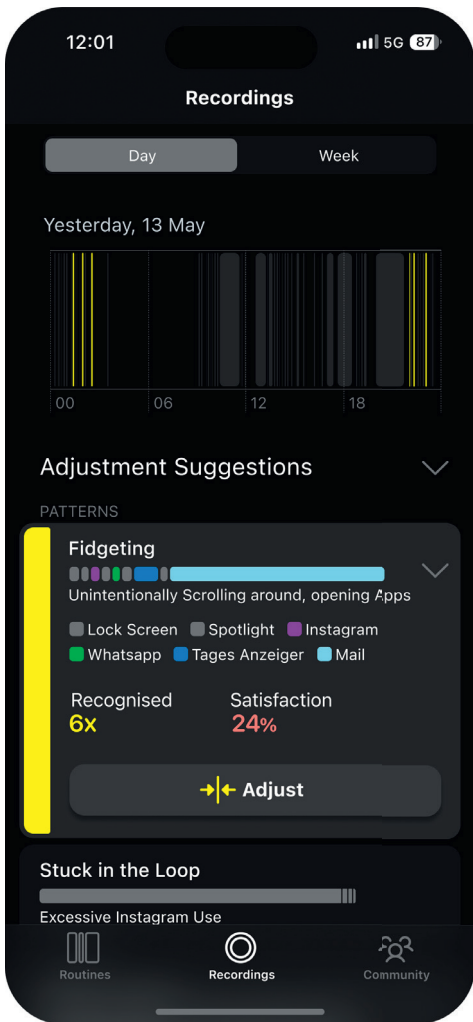 12:01
5G 87
Recordings
Day Week
Yesterday, 13 May
00 06 12 18
Adjustment Suggestions
PATTERNS
Fidgeting
Unintentionally Scrolling around, opening Apps
Lock Screen Spotlight Instagram
Whatsapp Tages Anzeiger Mail
Recognised Satisfaction
6x 24%
Adjust
Stuck in the Loop
Excessive Instagram Use
Routines Recordings Community